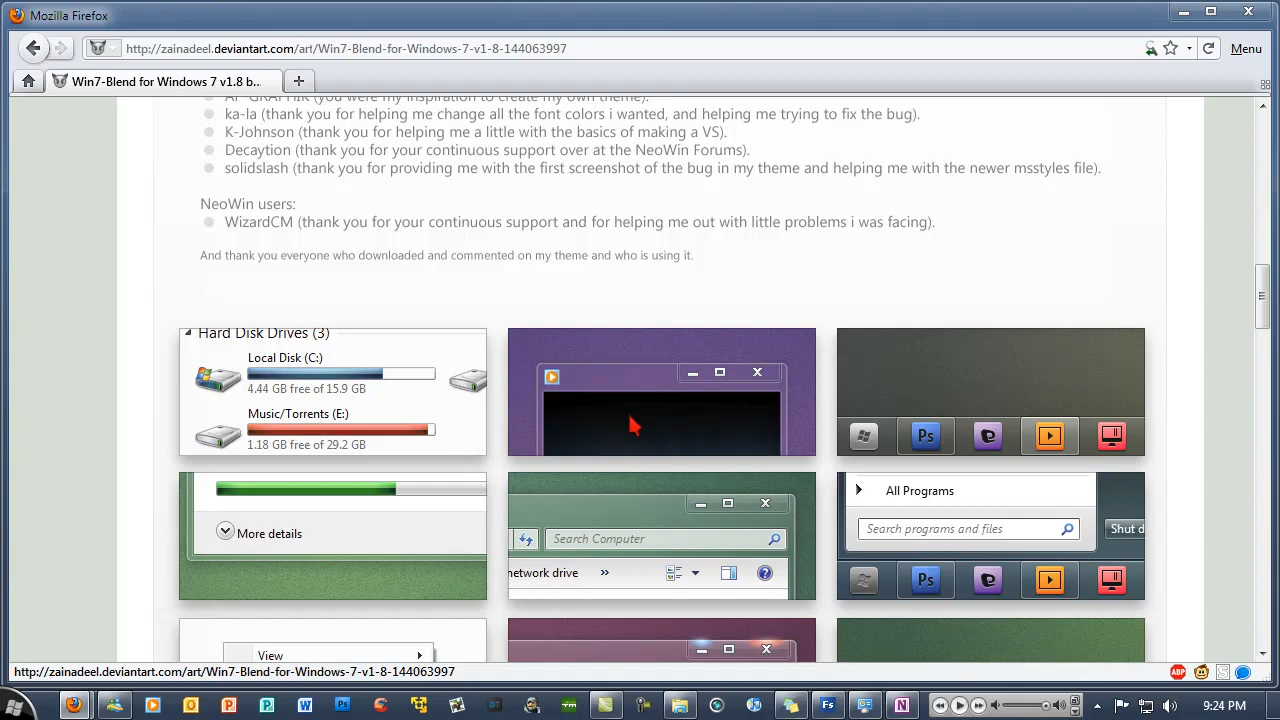 Mozilla Firefox
http://zainadeel.deviantart.com/art/Win7-Blend-for-Windows-7-v1-8-144063997
Menu
Win7-Blend for Windows 7 v1.8 b...
ka-la (thank you for helping me change all the font colors i wanted, and helping me trying to fix the bug).
K-Johnson (thank you for helping me a little with the basics of making a VS).
Decaytion (thank you for your continuous support over at the NeoWin Forums).
solidslash (thank you for providing me with the first screenshot of the bug in my theme and helping me with the newer msstyles file).
NeoWin users:
WizardCM (thank you for your continuous support and for helping me out with little problems i was facing).
And thank you everyone who downloaded and commented on my theme and who is using it.
Hard Disk Drives (3)
Local Disk (C:)
4.44 GB free of 15.9 GB
Music/Torrents (E:)
1.18 GB free of 29.2 GB
Ps
More details
Search Computer
network drive »
All Programs
Search programs and files
Shut d
Ps
View
http://zainadeel.deviantart.com/art/Win7-Blend-for-Windows-7-v1-8-144063997
ABP
9:24 PM